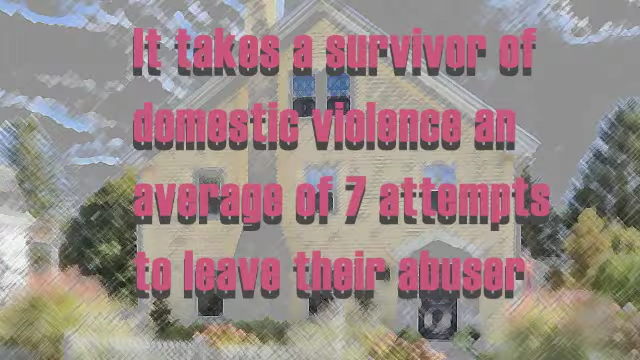 It takes a survivor of
domestic violence an
average of 7 attempts
to leave their abuser